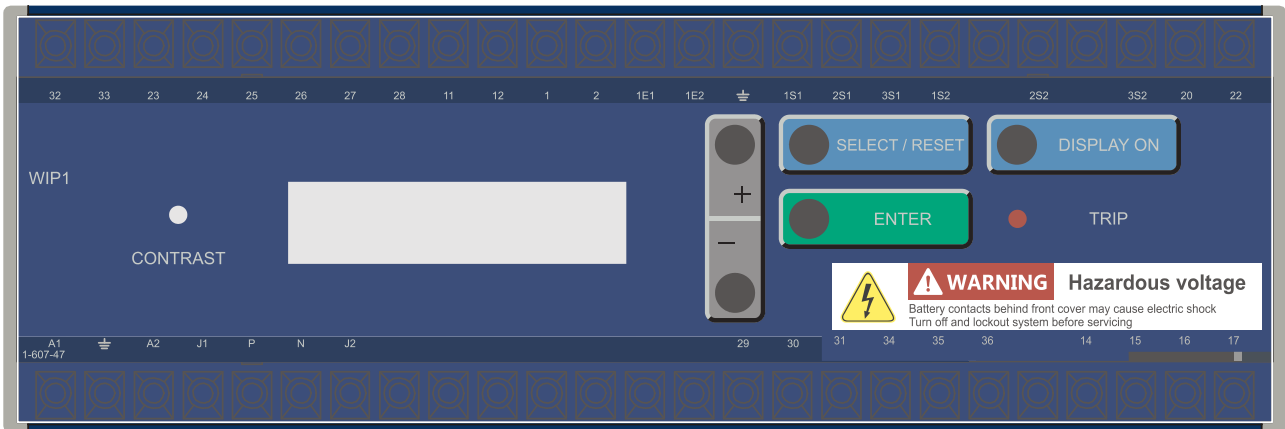 32 33 23 24 25 26 27 28 11 12 1 2 1E1 1E2 1S1 2S1 3S1 1S2 2S2 3S2 20 22
SELECT / RESET DISPLAY ON
WIP1
+
ENTER TRIP
−
CONTRAST
WARNING Hazardous voltage
Battery contacts behind front cover may cause electric shock
Turn off and lockout system before servicing
A1 A2 J1 P N J2 29 30 31 34 35 36 14 15 16 17
1-607-47